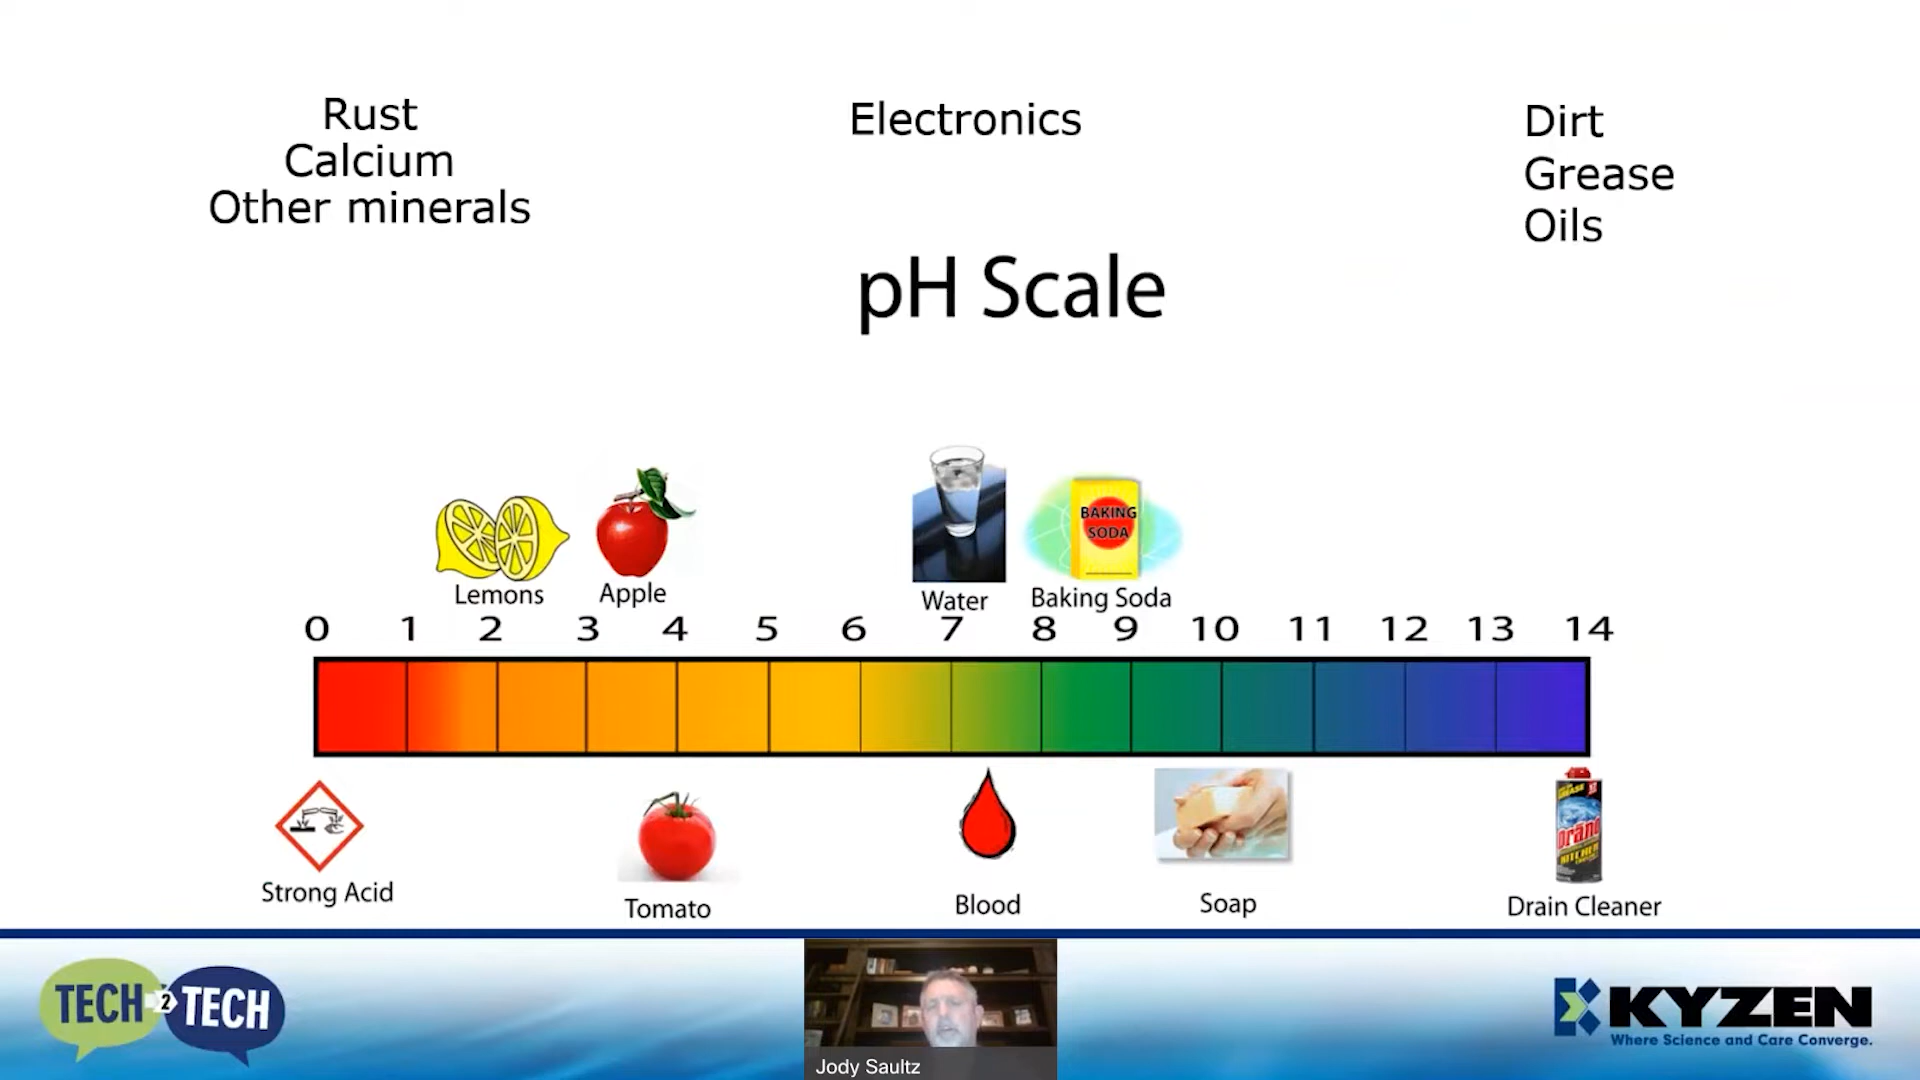 Rust
Calcium
Other minerals
Electronics
Dirt
Grease
Oils
pH Scale
BAKING
SODA
Lemons
Apple
Water
Baking Soda
0 1 2 3 4 5 6 7 8 9 10 11 12 13 14
Strong Acid
Tomato
Blood
Soap
Drano
KITCHEN
Drain Cleaner
TECH 2 TECH
Jody Saultz
KYZEN
Where Science and Care Converge.